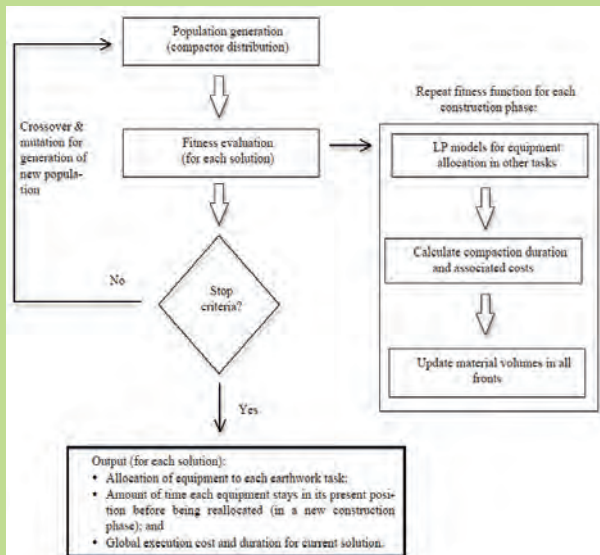 Population generation
(compactor distribution)
Crossover &
mutation for
generation of
new popula-
tion
Fitness evaluation
(for each solution)
No
Stop
criteria?
Yes
Repeat fitness function for each
construction phase:
LP models for equipment
allocation in other tasks
Calculate compaction duration
and associated costs
Update material volumes in all
fronts
Output (for each solution):
• Allocation of equipment to each earthwork task;
• Amount of time each equipment stays in its present posi-
tion before being reallocated (in a new construction
phase); and
• Global execution cost and duration for current solution.